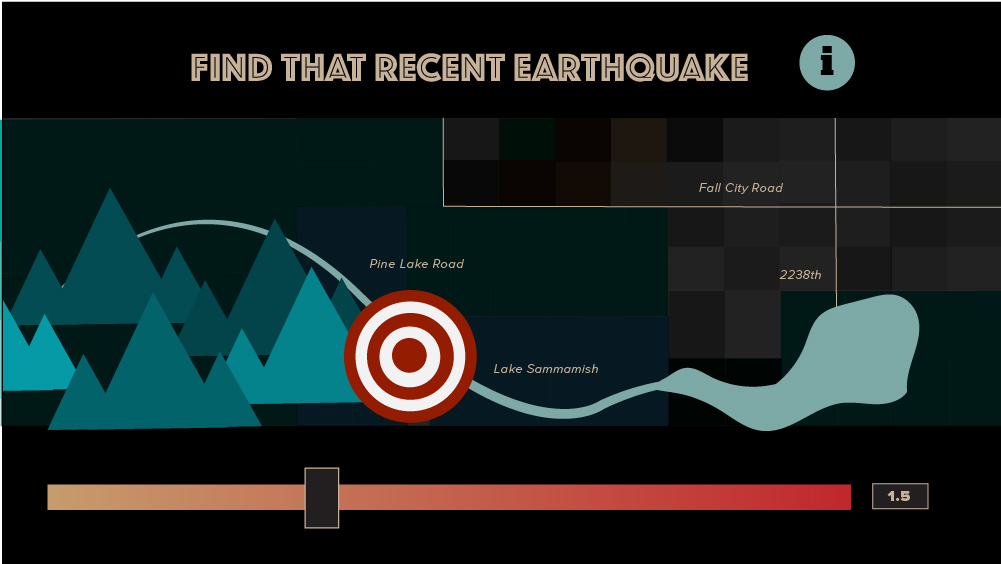 FIND THAT RECENT EARTHQUAKE
i
Fall City Road
Pine Lake Road
2238th
Lake Sammamish
1.5